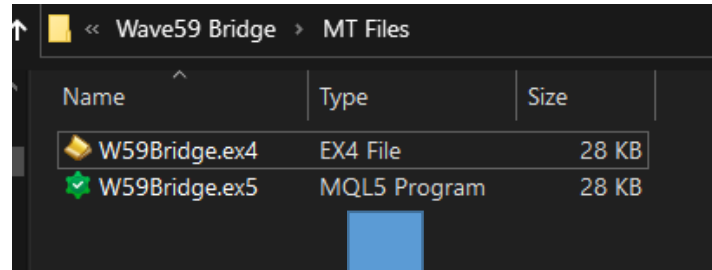 « Wave59 Bridge > MT Files
Name Type Size
W59Bridge.ex4 EX4 File 28 KB
W59Bridge.ex5 MQL5 Program 28 KB